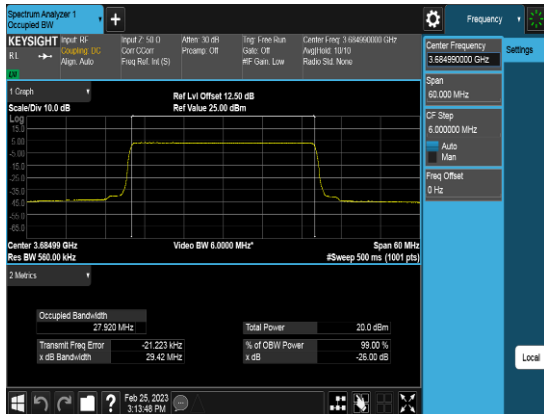 Spectrum Analyzer 1
Occupied BW
+
Frequency
KEYSIGHT
RL
Input: RF
Coupling: DC
Align: Auto
Input Z: 50 Ω
Corr CCorr
Freq Ref: Int (S)
Atten: 30 dB
Preamp: Off
Trig: Free Run
Gate: Off
#IF Gain: Low
Center Freq: 3.684990000 GHz
Avg|Hold: 10/10
Radio Std: None
Center Frequency
3.684990000 GHz
Settings
Span
60.000 MHz
CF Step
6.000000 MHz
Auto
Man
Freq Offset
0 Hz
Local
1 Graph
Scale/Div 10.0 dB
Ref Lvl Offset 12.50 dB
Ref Value 25.00 dBm
Log
15.0
5.00
-5.00
-15.0
-25.0
-35.0
-45.0
-55.0
-65.0
Center 3.68499 GHz
Res BW 560.00 kHz
Video BW 6.0000 MHz*
Span 60 MHz
#Sweep 500 ms (1001 pts)
2 Metrics
Occupied Bandwidth
27.920 MHz
Total Power
20.0 dBm
Transmit Freq Error
-21.223 kHz
% of OBW Power
99.00 %
x dB Bandwidth
29.42 MHz
x dB
-26.00 dB
?
Feb 25, 2023
3:13:48 PM